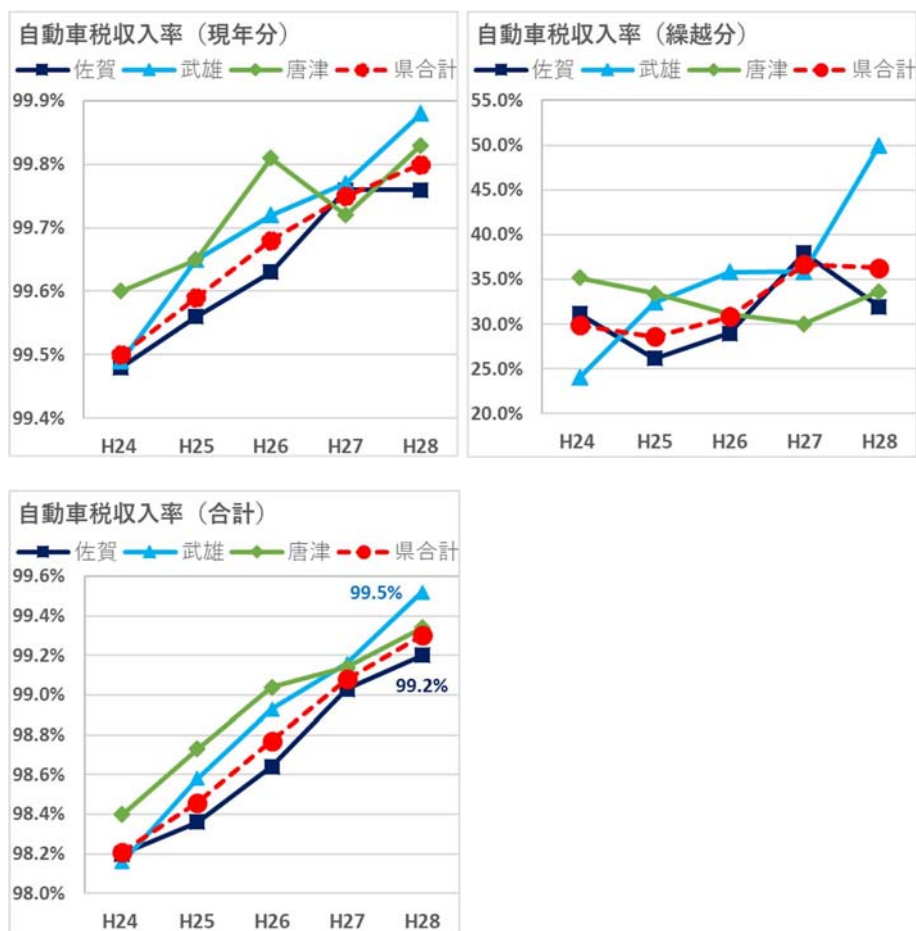 自動車税収入率（現年分）
佐賀 武雄 唐津 県合計
99.9%
99.8%
99.7%
99.6%
99.5%
99.4%
H24 H25 H26 H27 H28
自動車税収入率（繰越分）
佐賀 武雄 唐津 県合計
55.0%
50.0%
45.0%
40.0%
35.0%
30.0%
25.0%
20.0%
H24 H25 H26 H27 H28
自動車税収入率（合計）
佐賀 武雄 唐津 県合計
99.6%
99.5%
99.4%
99.2%
99.2%
99.0%
98.8%
98.6%
98.4%
98.2%
98.0%
H24 H25 H26 H27 H28